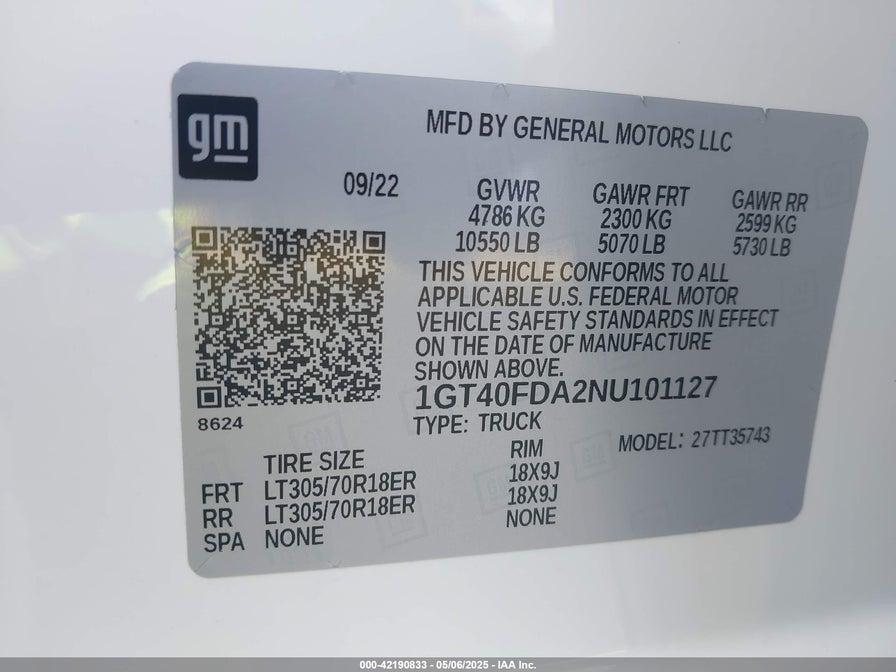 gm
MFD BY GENERAL MOTORS LLC
09/22
GVWR GAWR FRT GAWR RR
4786 KG 2300 KG 2599 KG
10550 LB 5070 LB 5730 LB
THIS VEHICLE CONFORMS TO ALL
APPLICABLE U.S. FEDERAL MOTOR
VEHICLE SAFETY STANDARDS IN EFFECT
ON THE DATE OF MANUFACTURE
SHOWN ABOVE.
1GT40FDA2NU101127
8624
TYPE: TRUCK
MODEL: 27TT35743
TIRE SIZE RIM
FRT LT305/70R18ER 18X9J
RR LT305/70R18ER 18X9J
SPA NONE NONE
000-42190833 - 05/06/2025 - IAA Inc.